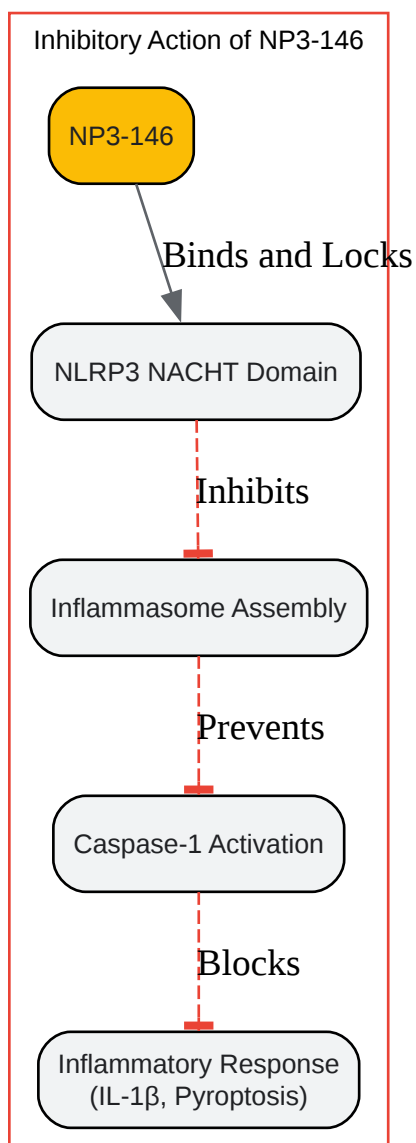 Inhibitory Action of NP3-146
NP3-146
Binds and Locks
NLRP3 NACHT Domain
Inhibits
Inflammasome Assembly
Prevents
Caspase-1 Activation
Blocks
Inflammatory Response
(IL-1β, Pyroptosis)